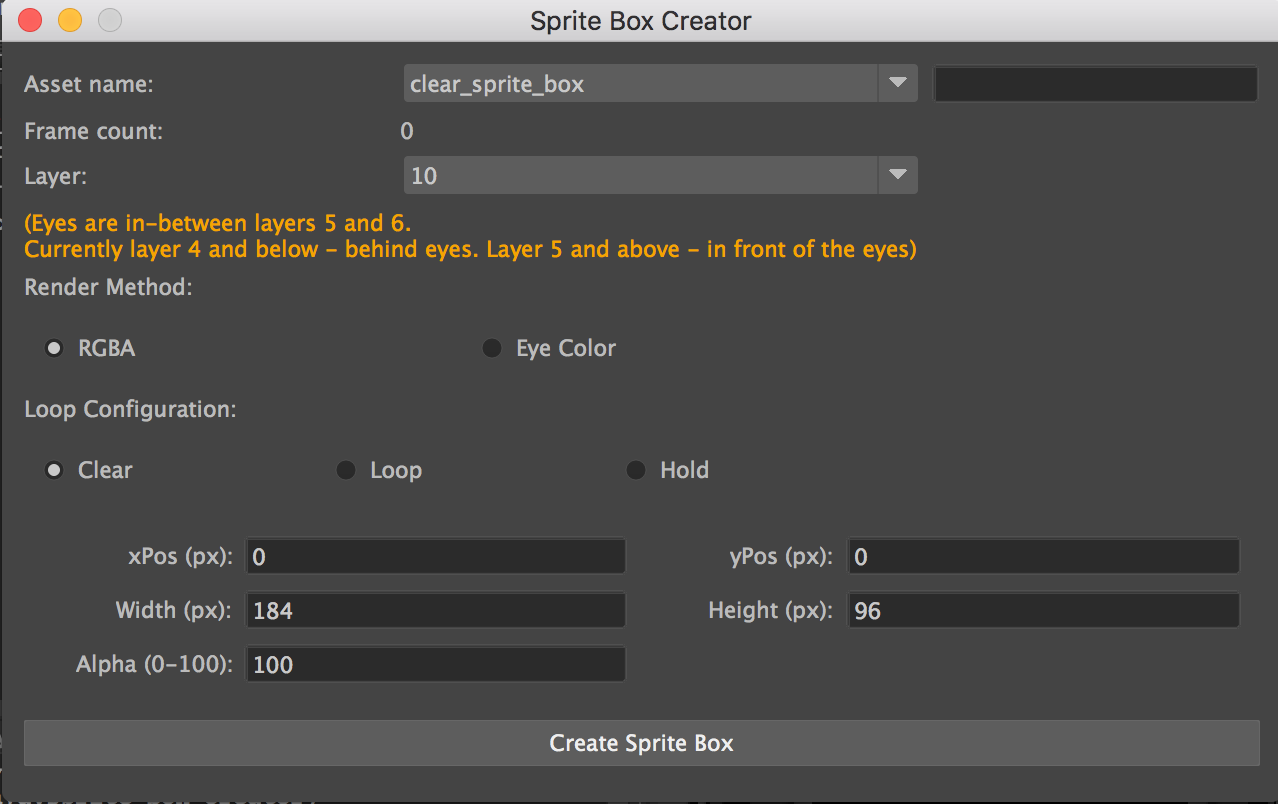 Sprite Box Creator
Asset name: clear_sprite_box
Frame count: 0
Layer: 10
(Eyes are in-between layers 5 and 6.
Currently layer 4 and below - behind eyes. Layer 5 and above - in front of the eyes)
Render Method:
RGBA Eye Color
Loop Configuration:
Clear Loop Hold
xPos (px): 0 yPos (px): 0
Width (px): 184 Height (px): 96
Alpha (0-100): 100
Create Sprite Box